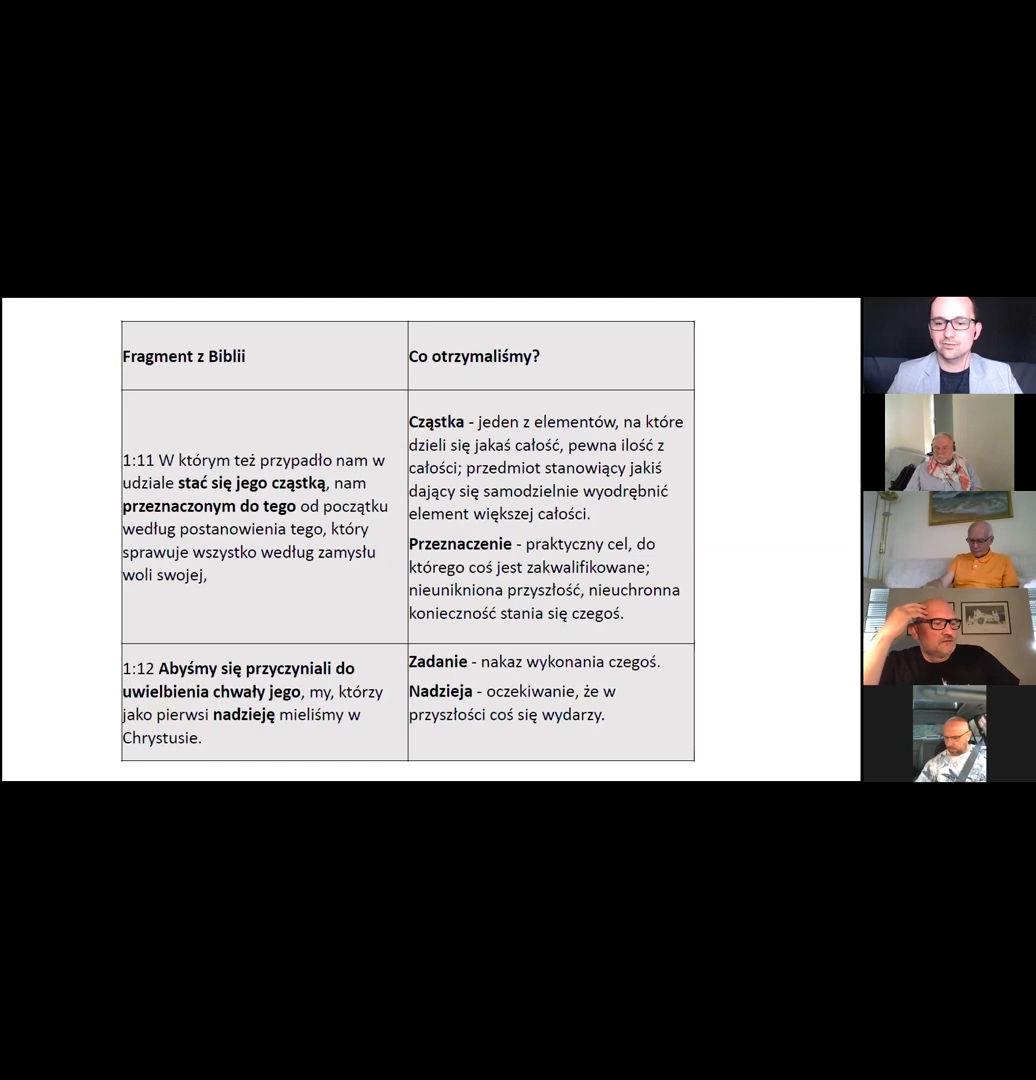 Fragment z Biblii
Co otrzymaliśmy?
1:11 W którym też przypadło nam w
udziale stać się jego cząstką, nam
przeznaczonym do tego od początku
według postanowienia tego, który
sprawuje wszystko według zamysłu
woli swojej,
Cząstka - jeden z elementów, na które
dzieli się jakaś całość, pewna ilość z
całości; przedmiot stanowiący jakiś
dający się samodzielnie wyodrębnić
element większej całości.
Przeznaczenie - praktyczny cel, do
którego coś jest zakwalifikowane;
nieunikniona przyszłość, nieuchronna
konieczność stania się czegoś.
1:12 Abyśmy się przyczyniali do
uwielbienia chwały jego, my, którzy
jako pierwsi nadzieję mieliśmy w
Chrystusie.
Zadanie - nakaz wykonania czegoś.
Nadzieja - oczekiwanie, że w
przyszłości coś się wydarzy.